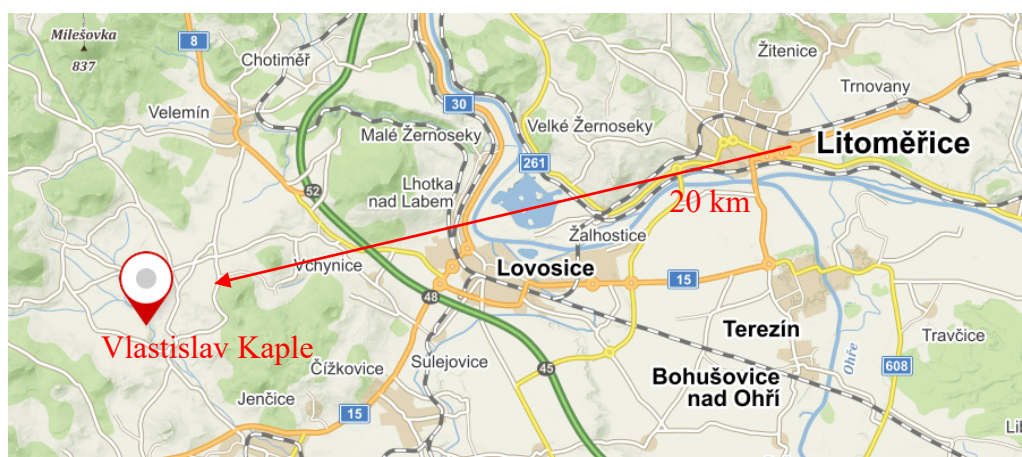 Milešovka
837
8
Chotiměř
Žitenice
Trnovany
30
Velemín
Malé Žernoseky
Velké Žernoseky
Litoměřice
261
52
Lhotka
nad Labem
20 km
Žalhostice
Vchynice
Lovosice
15
48
Terezín
Travčice
Ohře
Vlastislav Kaple
Čížkovice
Sulejovice
45
608
Bohušovice
nad Ohří
Jenčice
15